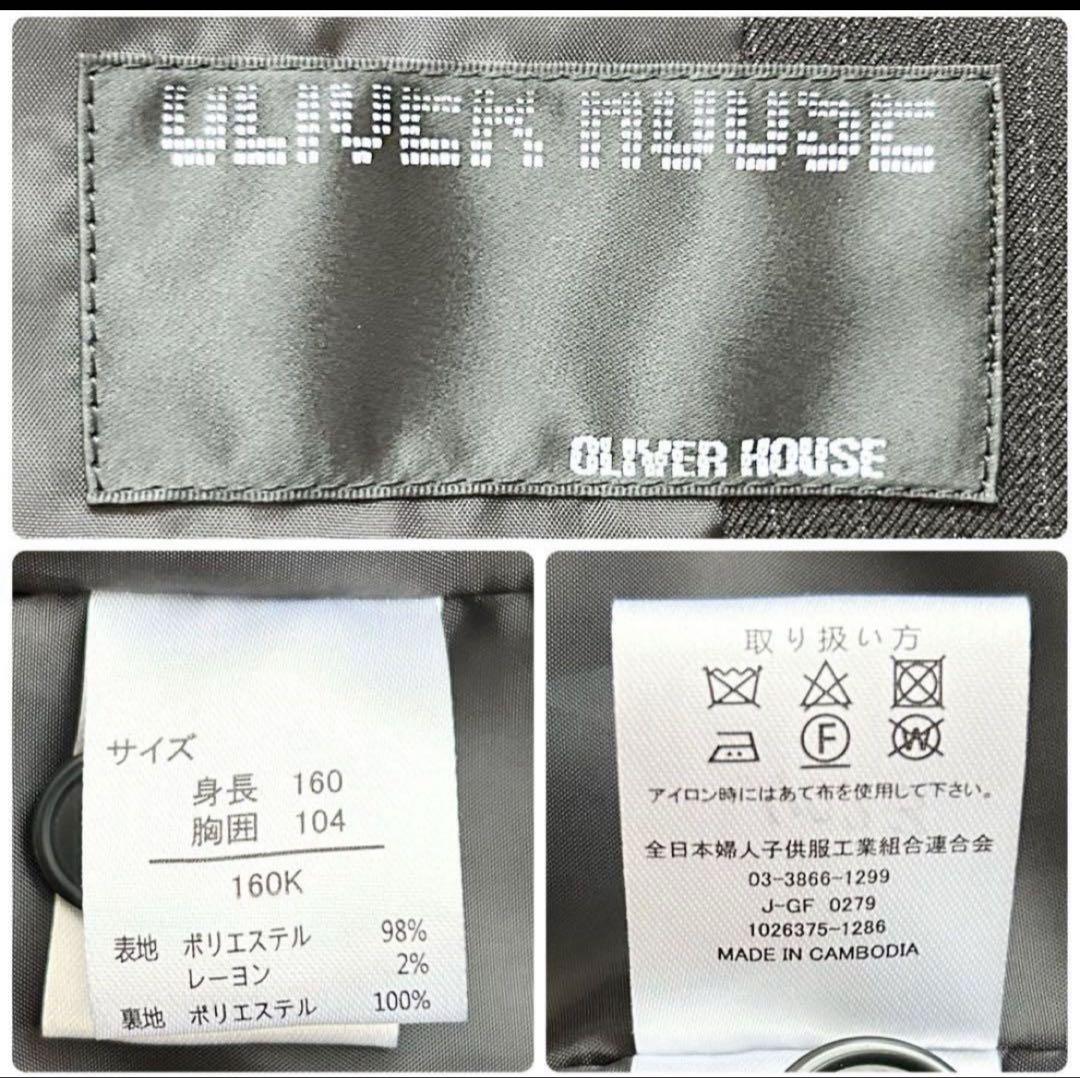 OLIVER HOUSE
OLIVER HOUSE
サイズ
身長 160
胸囲 104
160K
表地 ポリエステル 98%
レーヨン 2%
裏地 ポリエステル 100%
取り扱い方
F
W
アイロン時にはあて布を使用して下さい。
全日本婦人子供服工業組合連合会
03-3866-1299
J-GF 0279
1026375-1286
MADE IN CAMBODIA